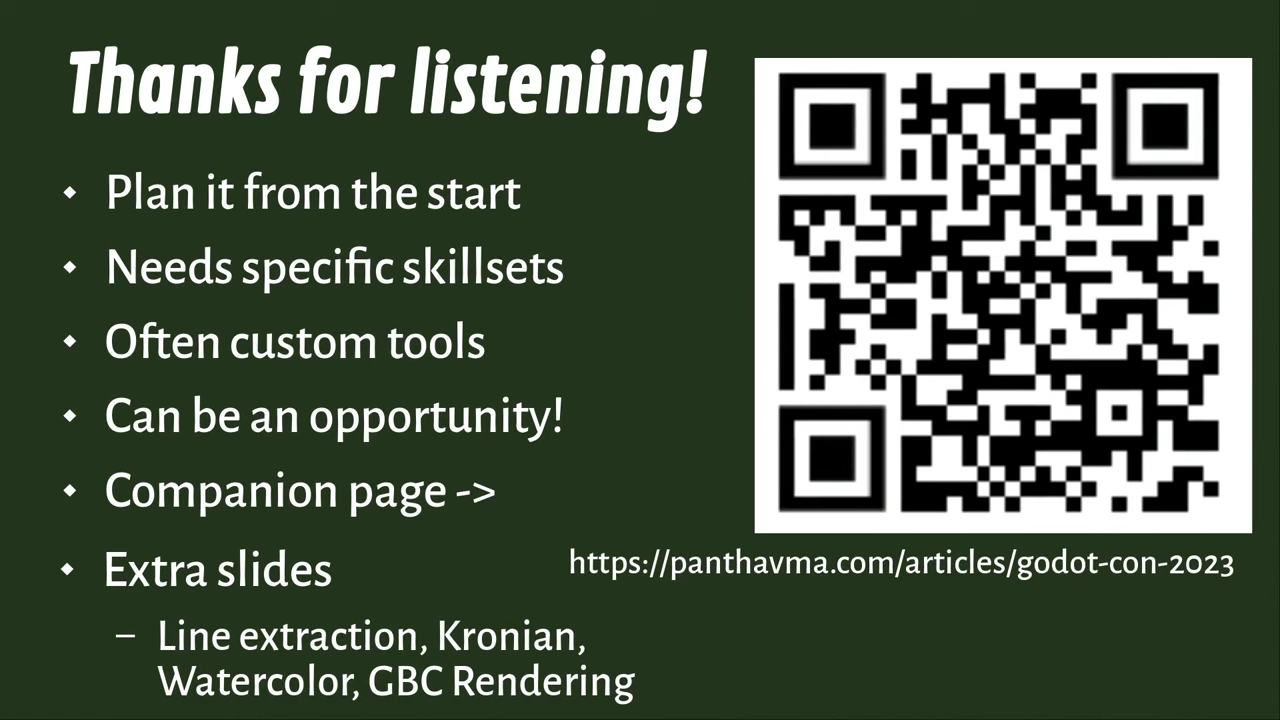 Thanks for listening!
Plan it from the start
Needs specific skillsets
Often custom tools
Can be an opportunity!
Companion page ->
Extra slides
– Line extraction, Kronian,
Watercolor, GBC Rendering
https://panthavma.com/articles/godot-con-2023